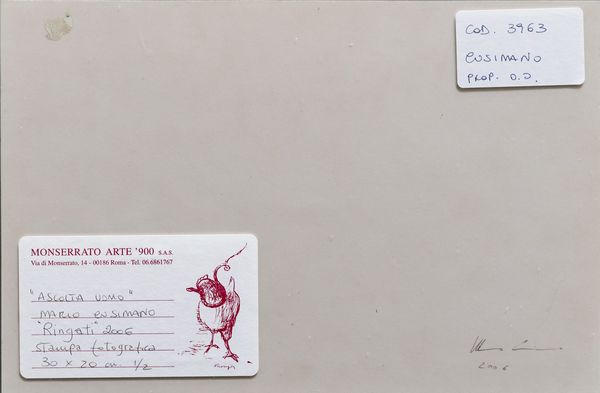 COD. 3963
CUSIMANO
PROP. O.D.
MONSERRATO ARTE '900 S.A.S.
Via di Monserrato, 14 - 00186 Roma - Tel. 06.6861767
"ASCOLTA UOMO"
MARIO CUSIMANO
"Ringati" 2006
Stampa fotografica
30 x 20 cm. 1/2
2006